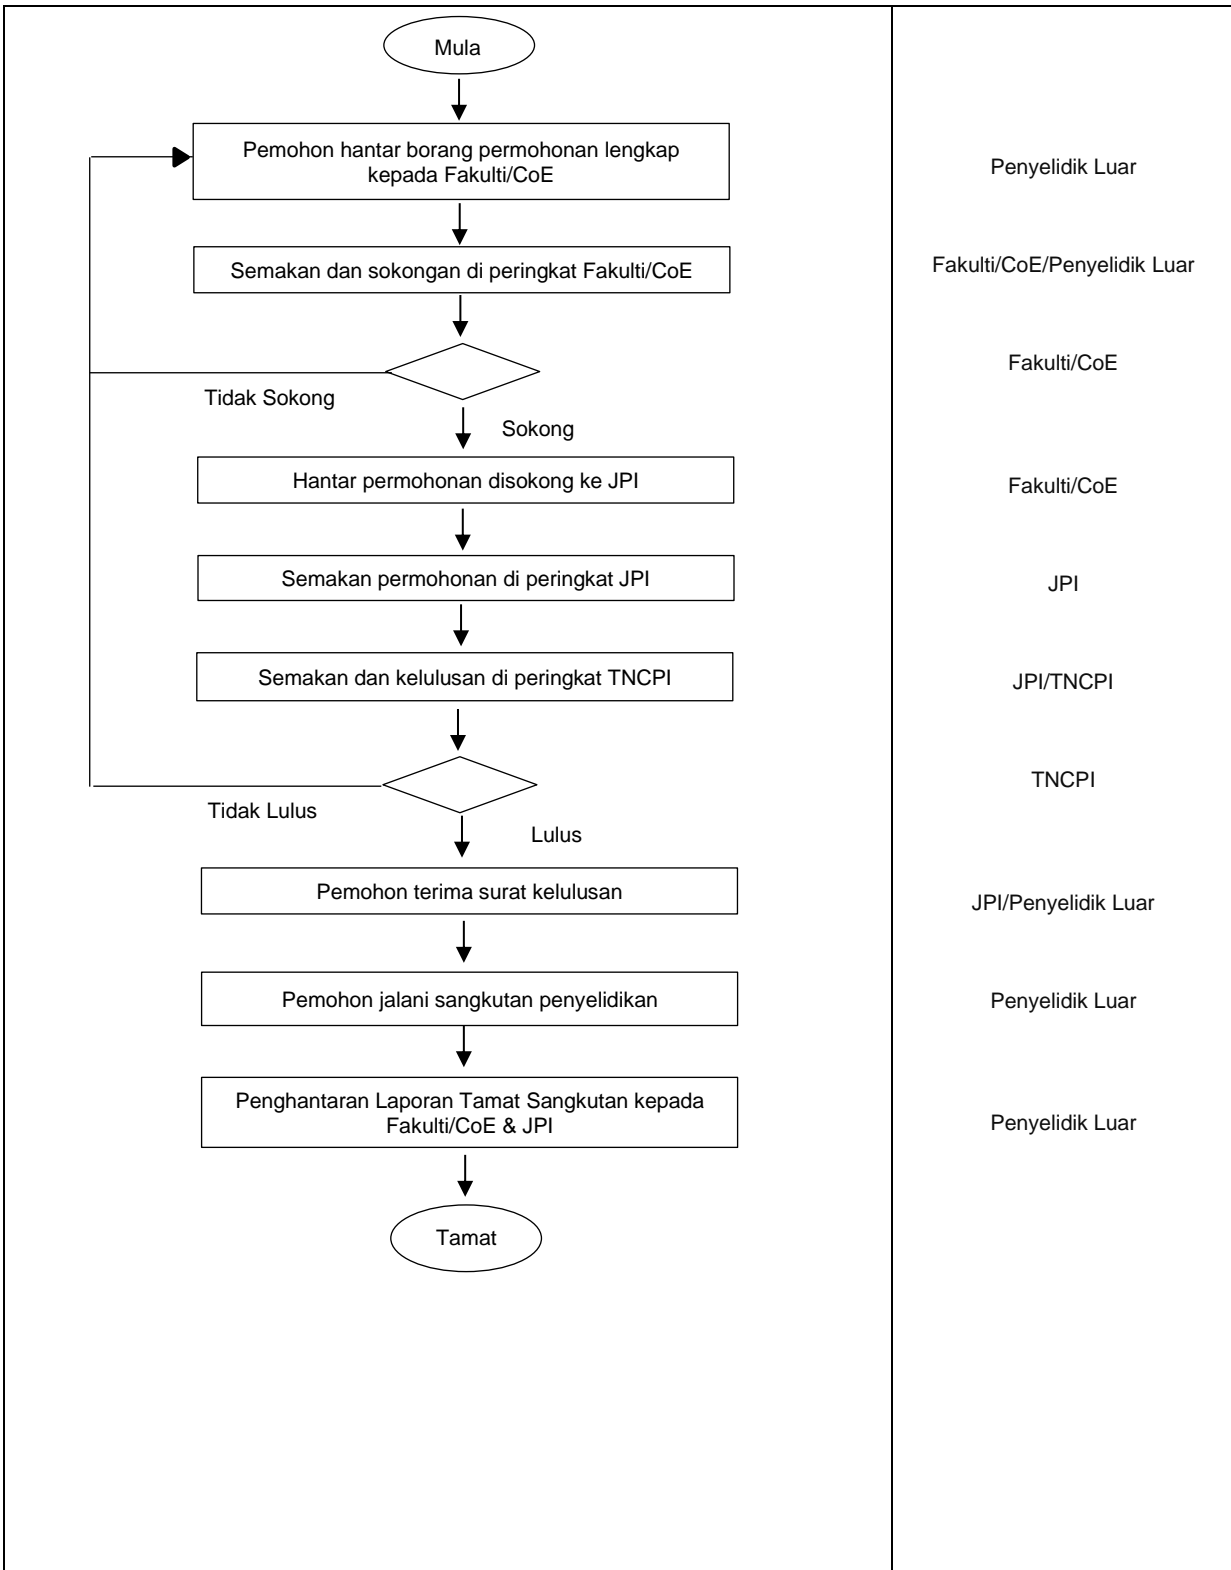 Mula
Pemohon hantar borang permohonan lengkap
kepada Fakulti/CoE
Penyelidik Luar
Semakan dan sokongan di peringkat Fakulti/CoE
Fakulti/CoE/Penyelidik Luar
Fakulti/CoE
Tidak Sokong
Sokong
Hantar permohonan disokong ke JPI
Fakulti/CoE
Semakan permohonan di peringkat JPI
JPI
Semakan dan kelulusan di peringkat TNCPI
JPI/TNCPI
TNCPI
Tidak Lulus
Lulus
Pemohon terima surat kelulusan
JPI/Penyelidik Luar
Pemohon jalani sangkutan penyelidikan
Penyelidik Luar
Penghantaran Laporan Tamat Sangkutan kepada
Fakulti/CoE & JPI
Penyelidik Luar
Tamat